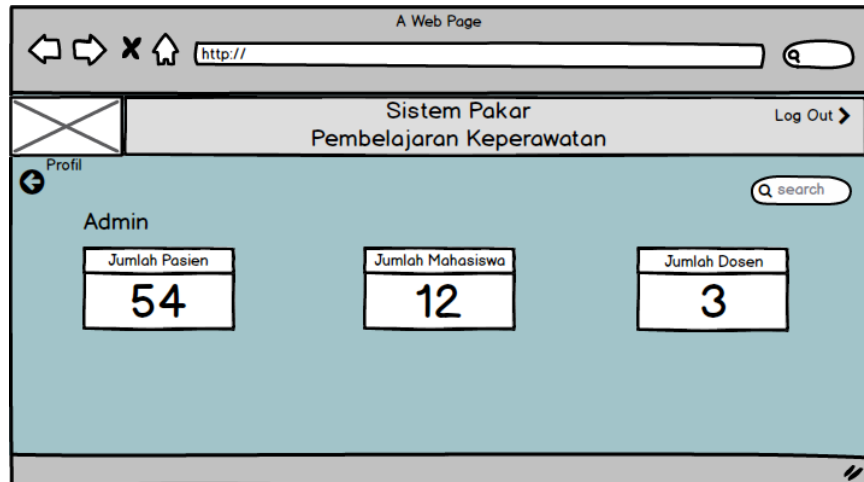 A Web Page
http://
Sistem Pakar
Pembelajaran Keperawatan
Log Out
Profil
search
Admin
Jumlah Pasien
54
Jumlah Mahasiswa
12
Jumlah Dosen
3